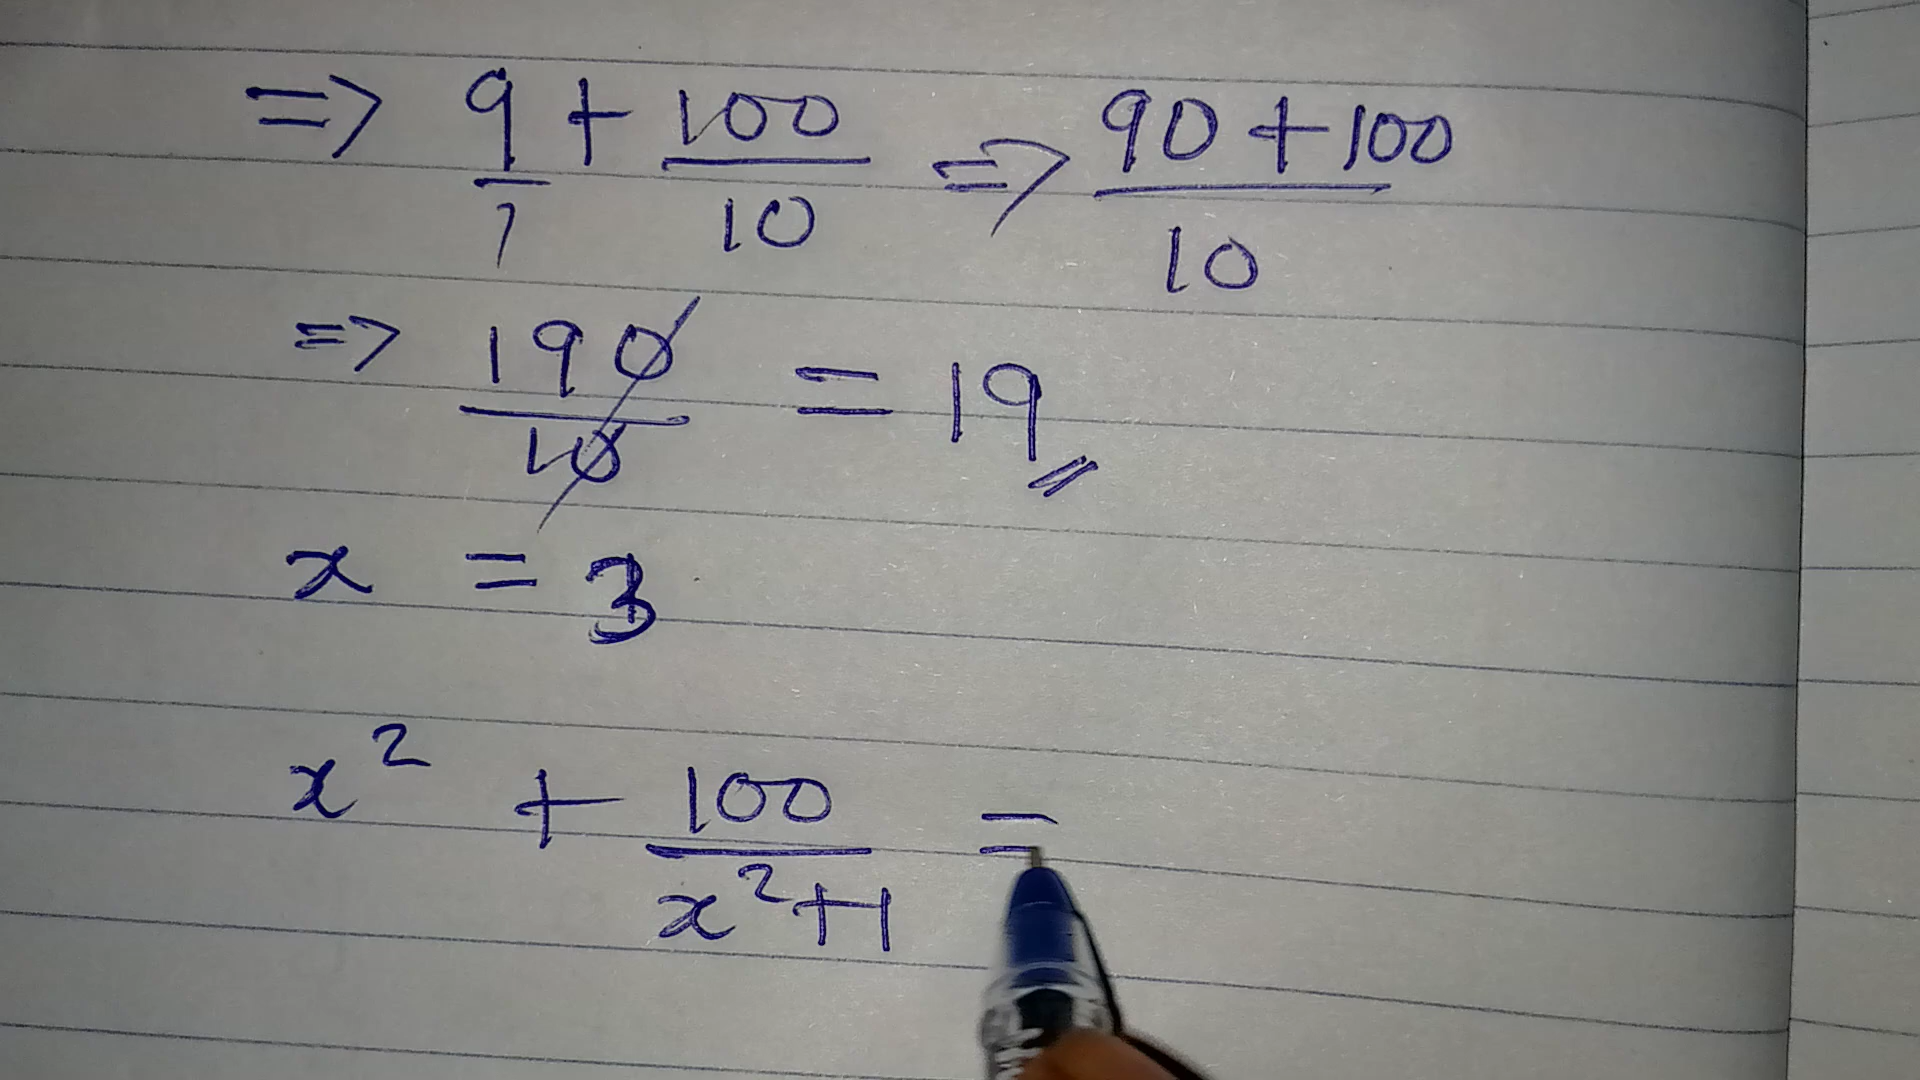 => 9/1 + 100/10 => 90 + 100/10
=> 190/10 = 19
x = 3
x² + 100/x²+1 =